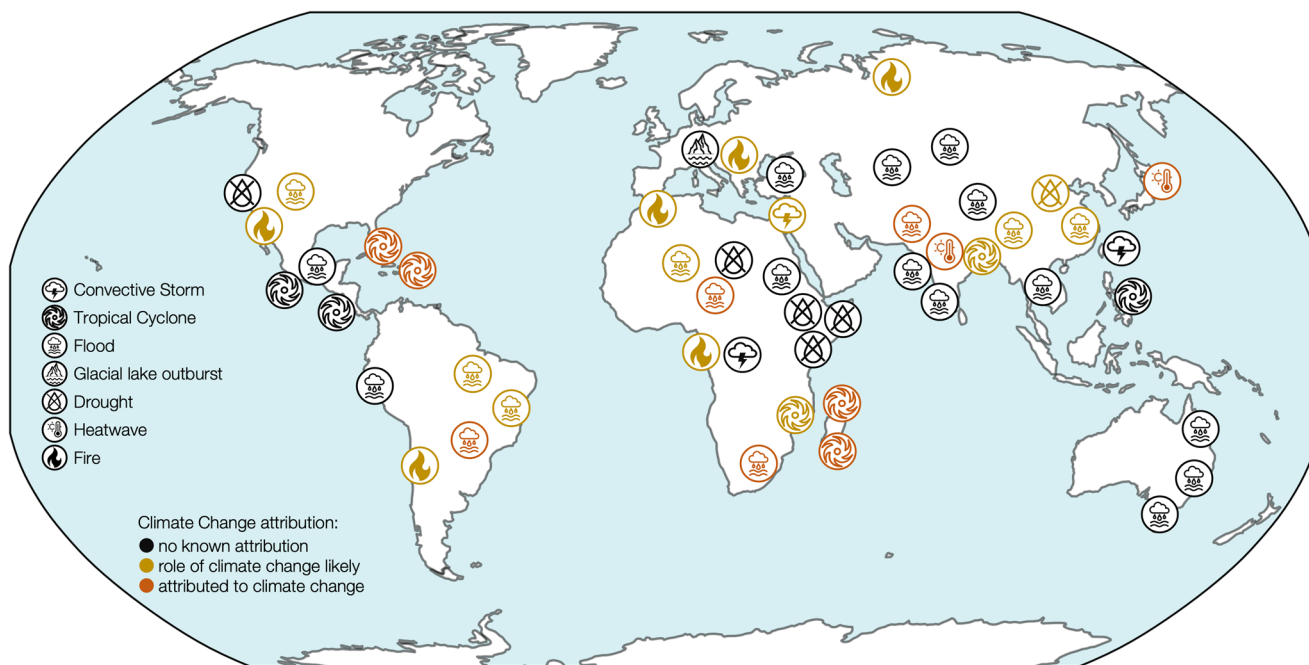 Convective Storm
Tropical Cyclone
Flood
Glacial lake outburst
Drought
Heatwave
Fire
Climate Change attribution:
no known attribution
role of climate change likely
attributed to climate change